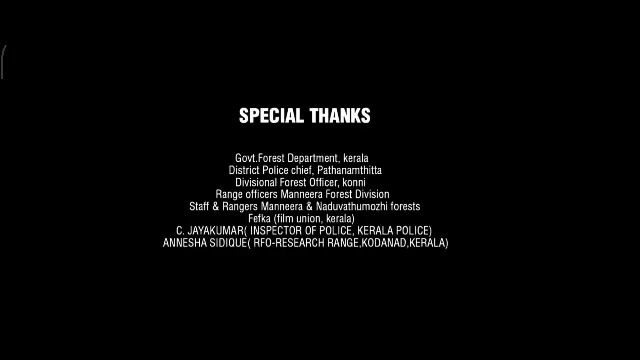 SPECIAL THANKS
Govt.Forest Department, kerala
District Police chief, Pathanamthitta
Divisional Forest Officer, konni
Range officers Manneera Forest Division
Staff & Rangers Manneera & Naduvathumozhi forests
Fefka (film union, kerala)
C. JAYAKUMAR( INSPECTOR OF POLICE, KERALA POLICE)
ANNESHA SIDIQUE( RFO-RESEARCH RANGE,KODANAD,KERALA)